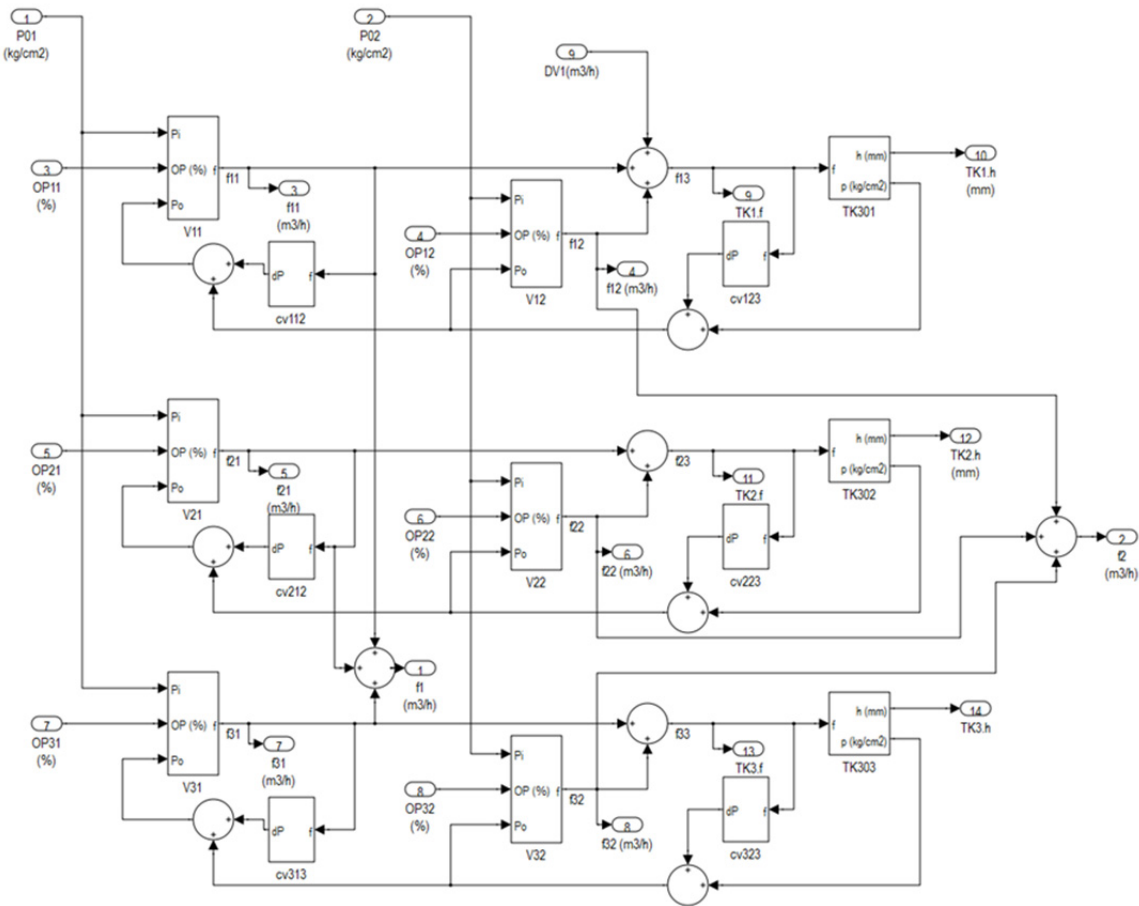 1
P01
(kg/cm2)
2
P02
(kg/cm2)
9
DV1(m3/h)
3
OP11
(%)
Pi
OP (%) f
Po
V11
f11
3
f11
(m3/h)
dP f
cv112
4
OP12
(%)
Pi
OP (%) f
Po
V12
f12
4
f12 (m3/h)
f13
9
TK1.f
dP f
cv123
f
h (mm)
p (kg/cm2)
TK301
10
TK1.h
(mm)
5
OP21
(%)
Pi
OP (%) f
Po
V21
f21
5
f21
(m3/h)
dP f
cv212
6
OP22
(%)
Pi
OP (%) f
Po
V22
f22
6
f22 (m3/h)
f23
11
TK2.f
dP f
cv223
f
h (mm)
p (kg/cm2)
TK302
12
TK2.h
(mm)
2
f2
(m3/h)
1
f1
(m3/h)
7
OP31
(%)
Pi
OP (%) f
Po
V31
f31
7
f31
(m3/h)
dP f
cv313
8
OP32
(%)
Pi
OP (%) f
Po
V32
f32
8
f32 (m3/h)
f33
13
TK3.f
dP f
cv323
f
h (mm)
p (kg/cm2)
TK303
14
TK3.h